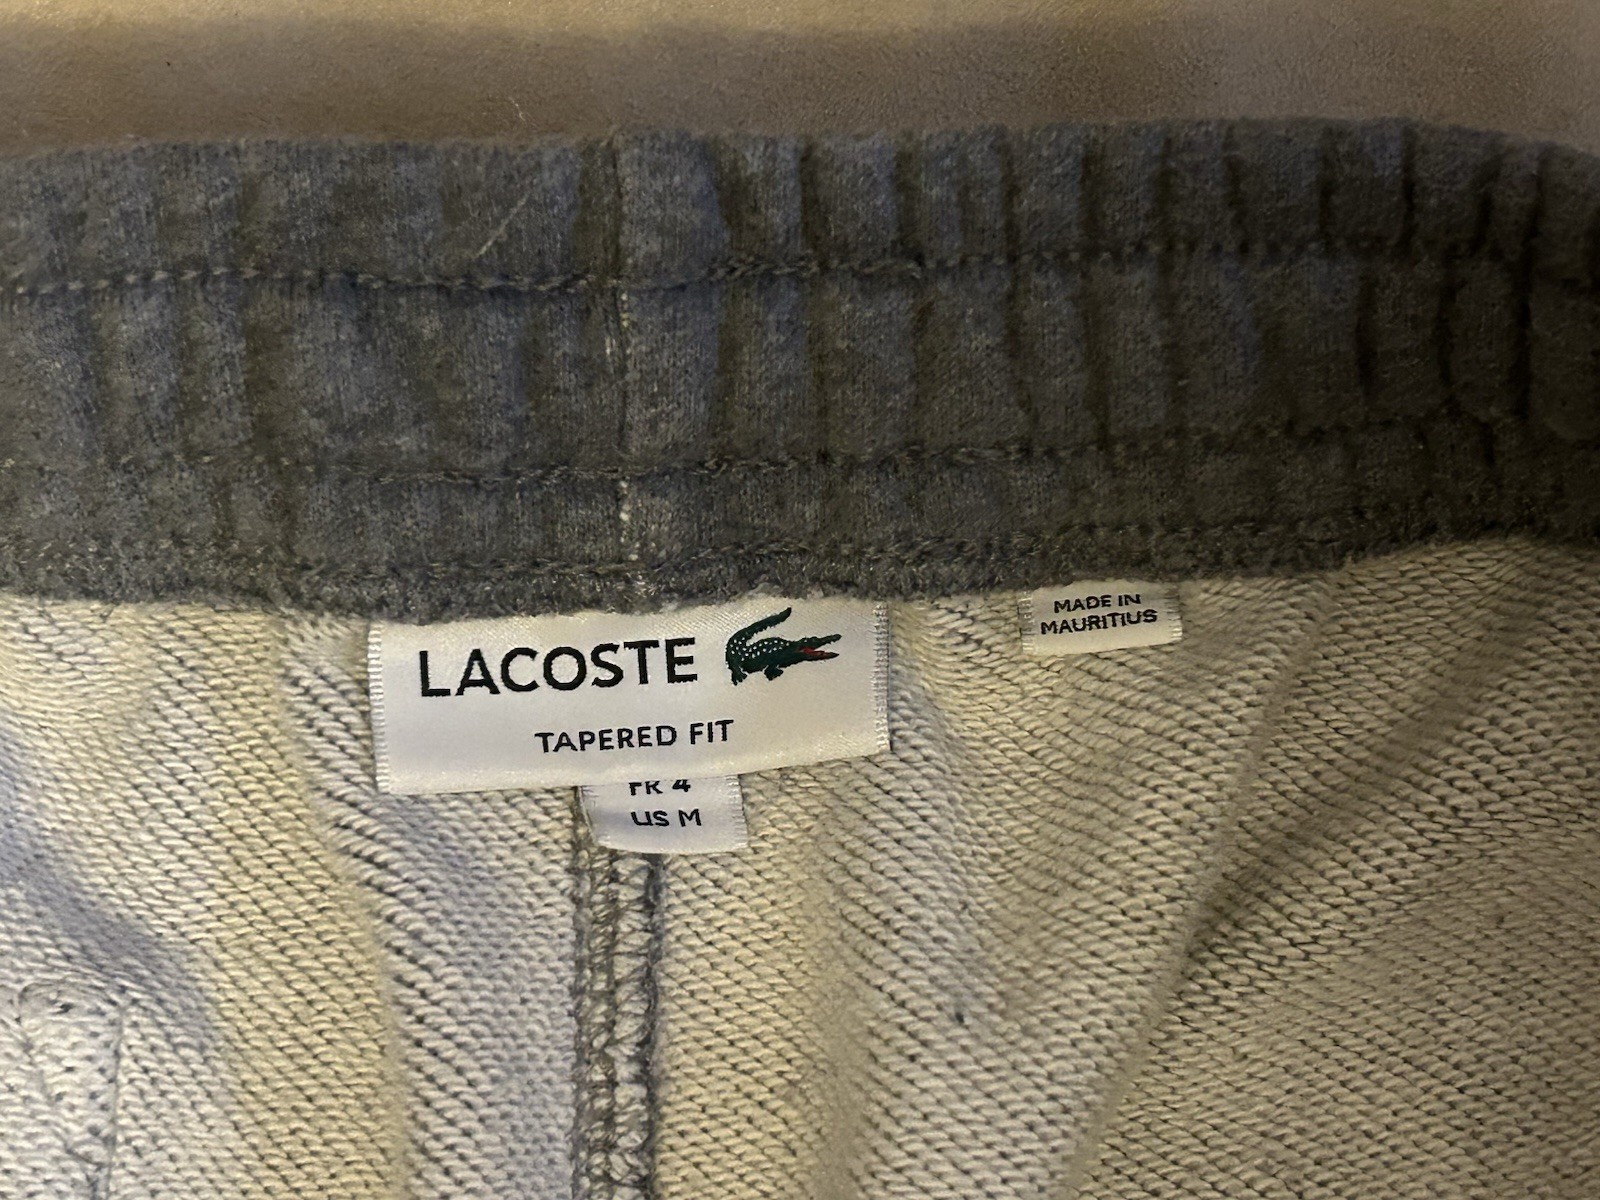 LACOSTE
TAPERED FIT
FR 4
US M
MADE IN
MAURITIUS